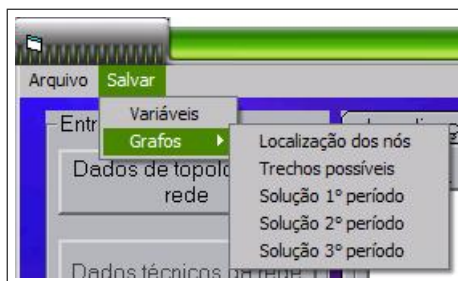 Arquivo Salvar
Variáveis
Grafos
Localização dos nós
Trechos possíveis
Solução 1º período
Solução 2º período
Solução 3º período
Entr
Dados de topolo
rede
Dados técnicos da rede